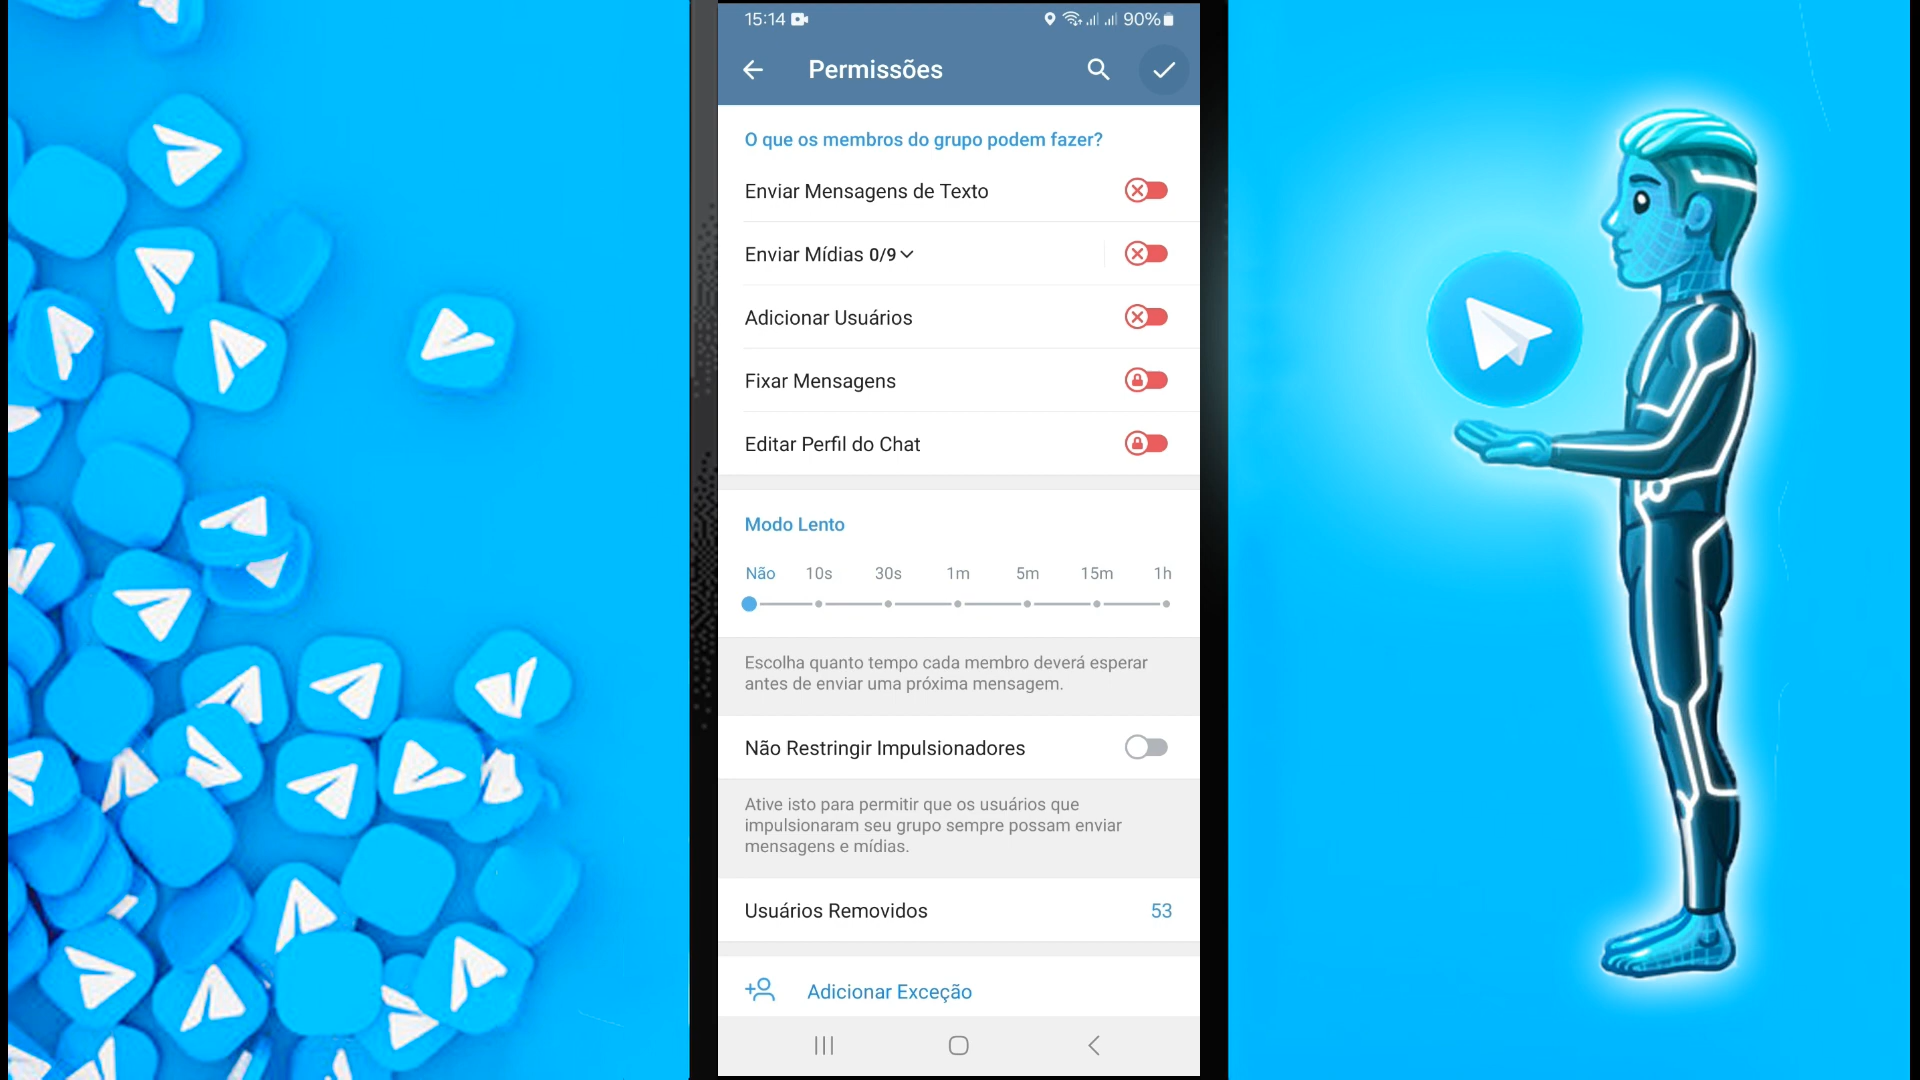 15:14 90%
Permissões
O que os membros do grupo podem fazer?
Enviar Mensagens de Texto
Enviar Mídias 0/9
Adicionar Usuários
Fixar Mensagens
Editar Perfil do Chat
Modo Lento
Não 10s 30s 1m 5m 15m 1h
Escolha quanto tempo cada membro deverá esperar
antes de enviar uma próxima mensagem.
Não Restringir Impulsionadores
Ative isto para permitir que os usuários que
impulsionaram seu grupo sempre possam enviar
mensagens e mídias.
Usuários Removidos 53
Adicionar Exceção